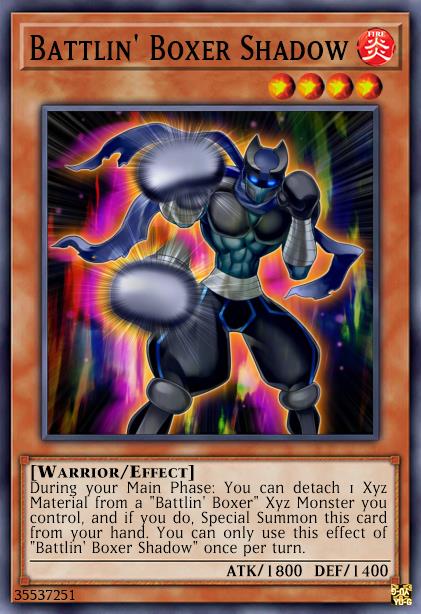 BATTLIN' BOXER SHADOW
FIRE
炎
[WARRIOR/EFFECT]
During your Main Phase: You can detach 1 Xyz
Material from a "Battlin' Boxer" Xyz Monster you
control, and if you do, Special Summon this card
from your hand. You can only use this effect of
"Battlin' Boxer Shadow" once per turn.
ATK/1800 DEF/1400
35537251